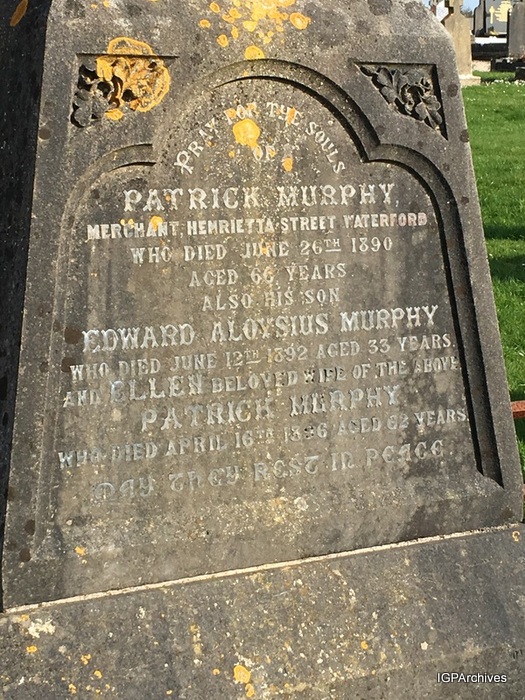 PRAY FOR THE SOULS
OF
PATRICK MURPHY,
MERCHANT, HENRIETTA STREET WATERFORD
WHO DIED JUNE 26TH 1890
AGED 66 YEARS
ALSO HIS SON
EDWARD ALOYSIUS MURPHY
WHO DIED JUNE 12TH 1892 AGED 33 YEARS.
AND ELLEN BELOVED WIFE OF THE ABOVE
PATRICK MURPHY
WHO DIED APRIL 16TH 1896 AGED 62 YEARS.
MAY THEY REST IN PEACE.
IGPArchives